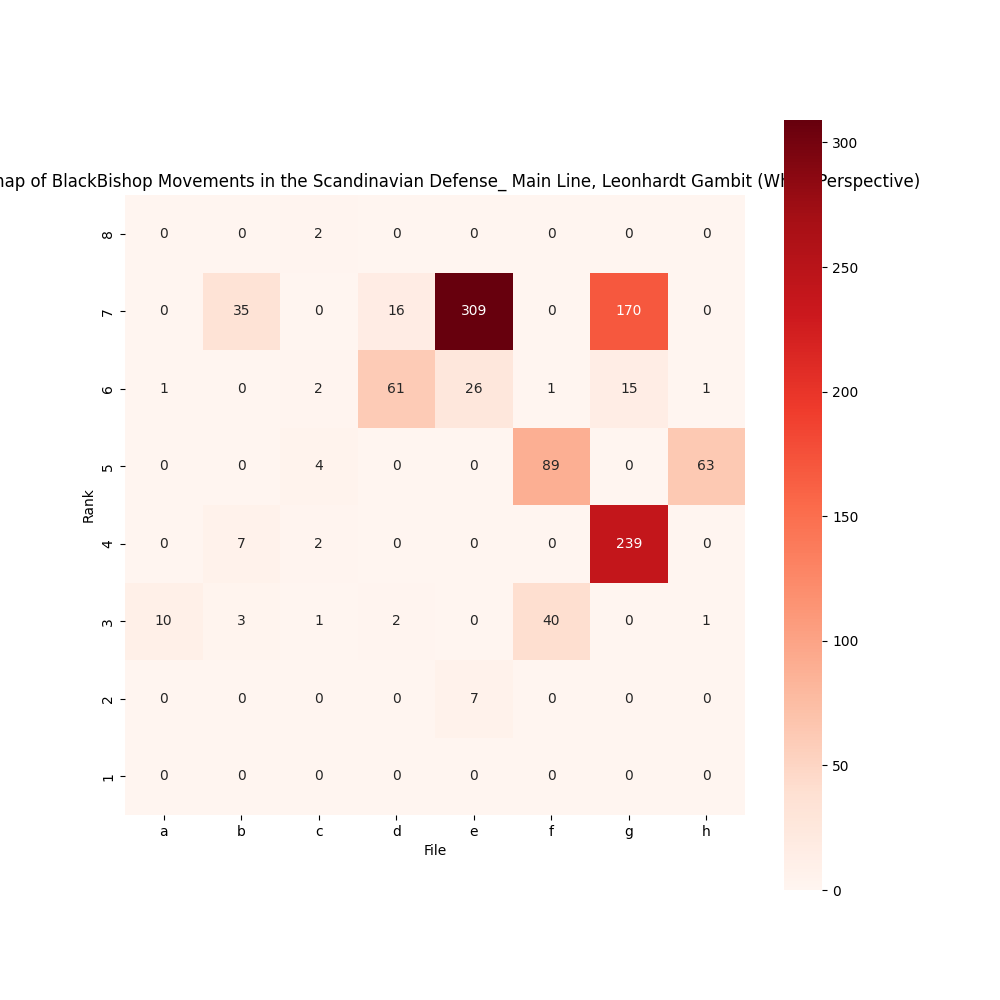 map of BlackBishop Movements in the Scandinavian Defense_ Main Line, Leonhardt Gambit (Wh Perspective)
8 0 0 2 0 0 0 0 0
7 0 35 0 16 309 0 170 0
6 1 0 2 61 26 1 15 1
5 0 0 4 0 0 89 0 63
4 0 7 2 0 0 0 239 0
3 10 3 1 2 0 40 0 1
2 0 0 0 0 7 0 0 0
1 0 0 0 0 0 0 0 0
a b c d e f g h
File
Rank
300
250
200
150
100
50
0